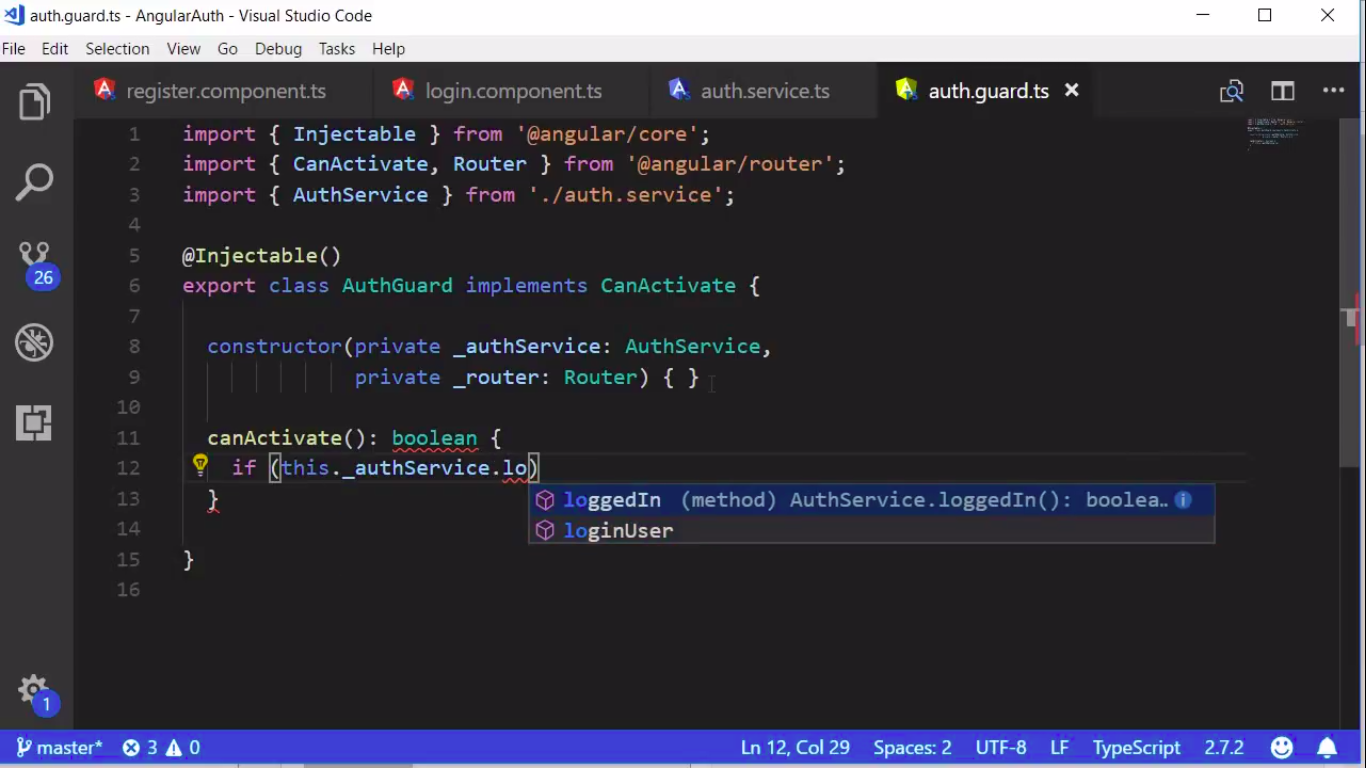 auth.guard.ts - AngularAuth - Visual Studio Code
File Edit Selection View Go Debug Tasks Help
register.component.ts login.component.ts auth.service.ts auth.guard.ts
1 import { Injectable } from '@angular/core';
2 import { CanActivate, Router } from '@angular/router';
3 import { AuthService } from './auth.service';
4
5 @Injectable()
6 export class AuthGuard implements CanActivate {
7
8 constructor(private _authService: AuthService,
9 private _router: Router) { }
10
11 canActivate(): boolean {
12 if (this._authService.lo)
loggedIn (method) AuthService.loggedIn(): boolea…
13 }
loginUser
14
15 }
16
26
1
master* 3 0 Ln 12, Col 29 Spaces: 2 UTF-8 LF TypeScript 2.7.2